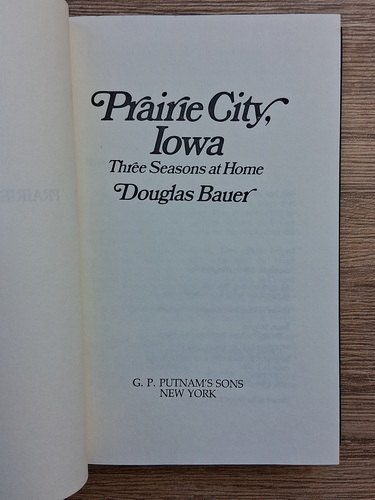 Prairie City,
Iowa
Three Seasons at Home
Douglas Bauer
G. P. PUTNAM'S SONS
NEW YORK